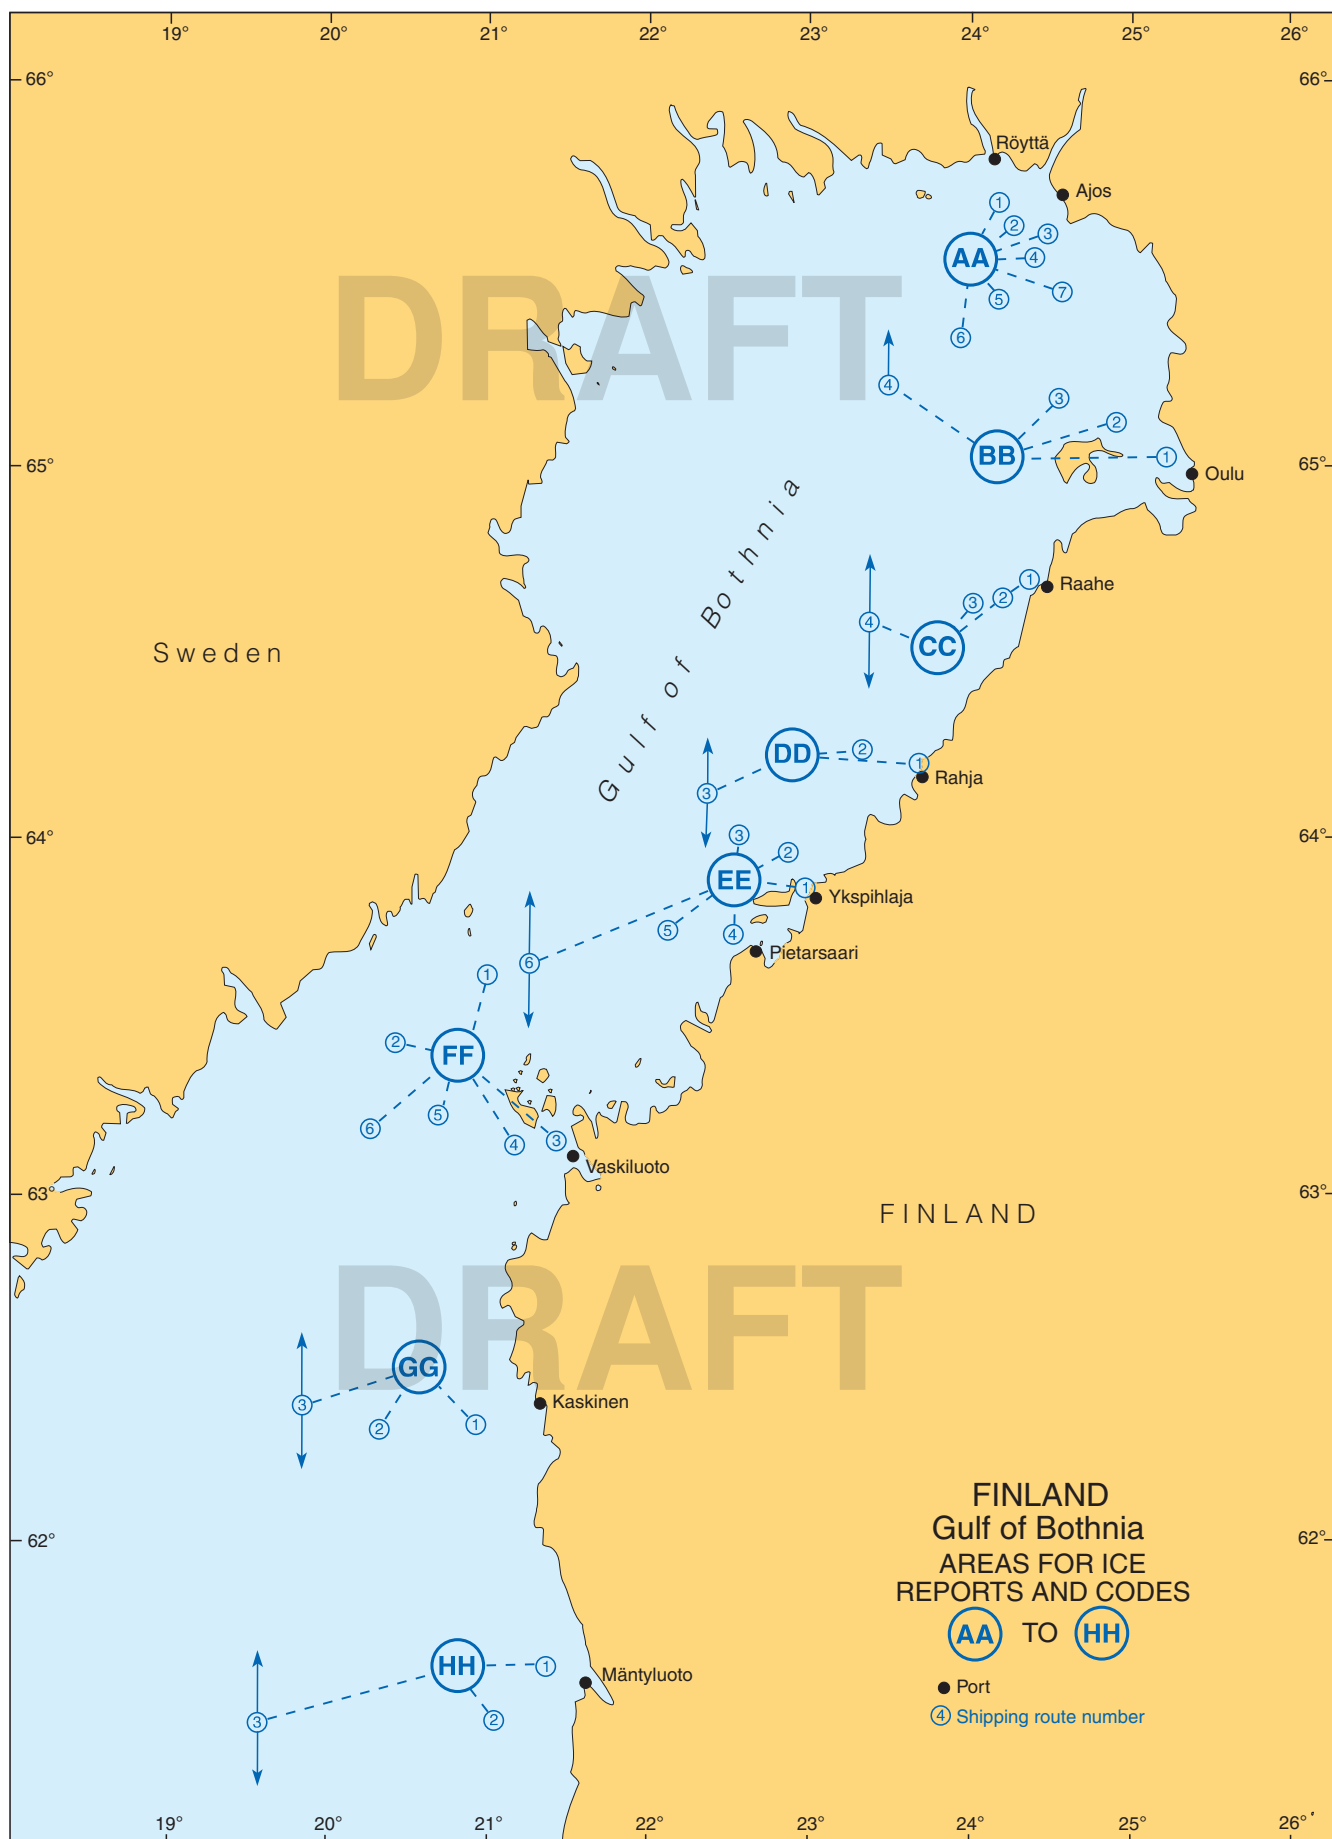 19° 20° 21° 22° 23° 24° 25° 26°
66° 66°
Röyttä
Ajos
1
2
3
AA 4
7
5
6
DRAFT
4
3
2
BB 1
65° 65°
Oulu
Raahe
1
2
3
4
CC
Sweden
Gulf of Bothnia
DD 2
1
Rahja
3
64° 64°
3
2
EE 1
Ykspihlaja
5
4
Pietarsaari
6
1
2
FF
5
6
4
3
Vaskiluoto
63° 63°
FINLAND
DRAFT
GG
3
2
1
Kaskinen
FINLAND
Gulf of Bothnia
AREAS FOR ICE
REPORTS AND CODES
AA TO HH
Port
4 Shipping route number
62° 62°
HH 1
Mäntyluoto
2
3
19° 20° 21° 22° 23° 24° 25° 26°